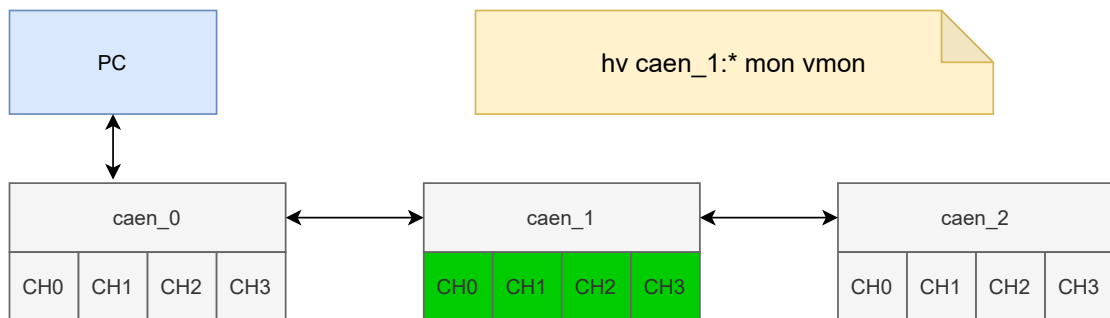 PC
hv caen_1:* mon vmon
caen_0
caen_1
caen_2
CH0 CH1 CH2 CH3
CH0 CH1 CH2 CH3
CH0 CH1 CH2 CH3